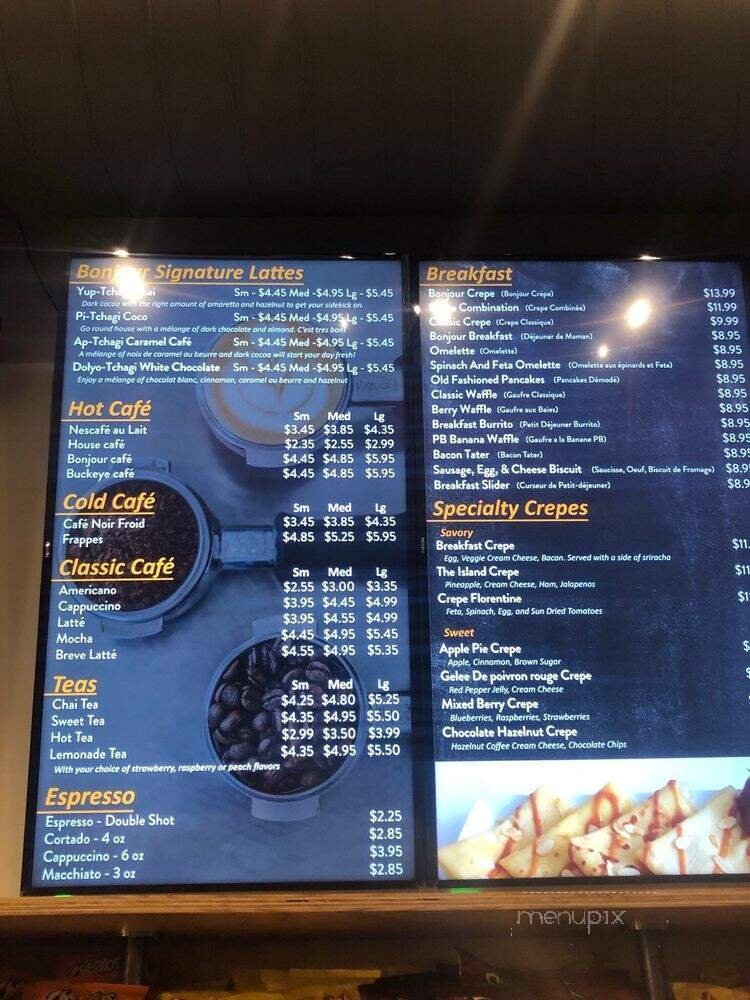 Bonjour Signature Lattes
Yup-Tchagi Chai Sm - $4.45 Med -$4.95 Lg - $5.45
Dark cocoa with the right amount of amaretto and hazelnut to get your sidekick on.
Pi-Tchagi Coco Sm - $4.45 Med -$4.95 Lg - $5.45
Go round house with a mélange of dark chocolate and almond. C'est tres bon!
Ap-Tchagi Caramel Café Sm - $4.45 Med -$4.95 Lg - $5.45
A mélange of noix de caramel au beurre and dark cocoa will start your day fresh!
Dolyo-Tchagi White Chocolate Sm - $4.45 Med -$4.95 Lg - $5.45
Enjoy a mélange of chocolat blanc, cinnamon, caramel au beurre and hazelnut
Hot Café Sm Med Lg
Nescafé au Lait $3.45 $3.85 $4.35
House café $2.35 $2.55 $2.99
Bonjour café $4.45 $4.85 $5.95
Buckeye café $4.45 $4.85 $5.95
Cold Café Sm Med Lg
Café Noir Froid $3.45 $3.85 $4.35
Frappes $4.85 $5.25 $5.95
Classic Café Sm Med Lg
Americano $2.55 $3.00 $3.35
Cappuccino $3.95 $4.45 $4.99
Latté $3.95 $4.55 $4.99
Mocha $4.45 $4.95 $5.45
Breve Latté $4.55 $4.95 $5.35
Teas Sm Med Lg
Chai Tea $4.25 $4.80 $5.25
Sweet Tea $4.35 $4.95 $5.50
Hot Tea $2.99 $3.50 $3.99
Lemonade Tea $4.35 $4.95 $5.50
With your choice of strawberry, raspberry or peach flavors
Espresso
Espresso - Double Shot $2.25
Cortado - 4 oz $2.85
Cappuccino - 6 oz $3.95
Macchiato - 3 oz $2.85
Breakfast
Bonjour Crepe (Bonjour Crepe) $13.99
Combination (Crepe Combinée) $11.99
Classic Crepe (Crepe Classique) $9.99
Bonjour Breakfast (Dèjeuner de Maman) $8.95
Omelette (Omelette) $8.95
Spinach And Feta Omelette (Omelette aux épinards et Feta) $8.95
Old Fashioned Pancakes (Pancakes Démodé) $8.95
Classic Waffle (Gaufre Classique) $8.95
Berry Waffle (Gaufre aux Baies) $8.95
Breakfast Burrito (Petit Déjeuner Burrito) $8.95
PB Banana Waffle (Gaufre a la Banane PB) $8.95
Bacon Tater (Bacon Tater) $8.95
Sausage, Egg, & Cheese Biscuit (Saucisse, Oeuf, Biscuit de Fromage) $8.9
Breakfast Slider (Curseur de Petit-déjeuner) $8.9
Specialty Crepes
Savory
Breakfast Crepe $11.
Egg, Veggie Cream Cheese, Bacon. Served with a side of sriracha
The Island Crepe $11
Pineapple, Cream Cheese, Ham, Jalapenos
Crepe Florentine $1
Feta, Spinach, Egg, and Sun Dried Tomatoes
Sweet
Apple Pie Crepe $
Apple, Cinnamon, Brown Sugar
Gelee De poivron rouge Crepe $
Red Pepper Jelly, Cream Cheese
Mixed Berry Crepe
Blueberries, Raspberries, Strawberries
Chocolate Hazelnut Crepe
Hazelnut Coffee Cream Cheese, Chocolate Chips
menupix